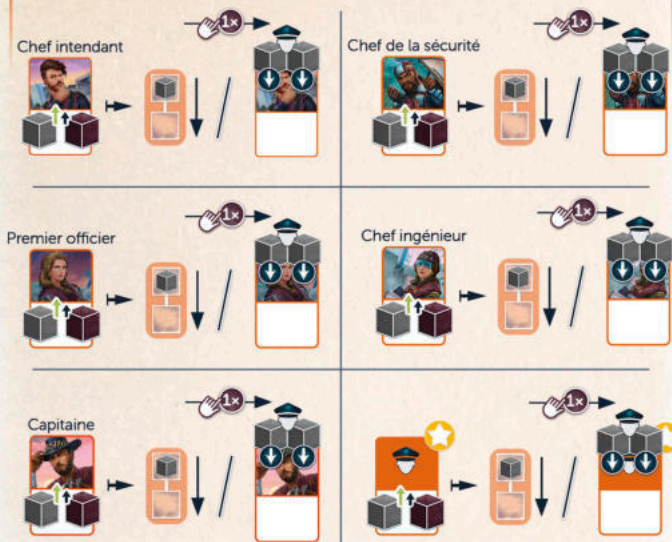 1x
1x
Chef intendant
Chef de la sécurité
1x
1x
Premier officier
Chef ingénieur
1x
1x
Capitaine